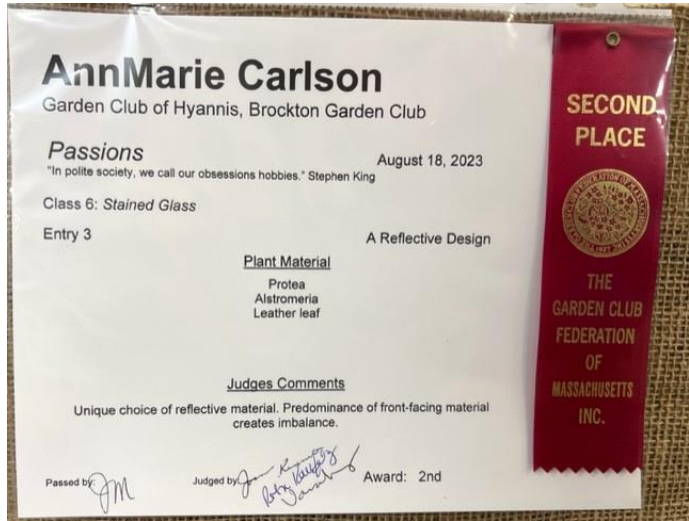 AnnMarie Carlson
Garden Club of Hyannis, Brockton Garden Club
Passions
August 18, 2023
"In polite society, we call our obsessions hobbies." Stephen King
Class 6: Stained Glass
Entry 3
A Reflective Design
Plant Material
Protea
Alstromeria
Leather leaf
Judges Comments
Unique choice of reflective material. Predominance of front-facing material
creates imbalance.
Passed by: JM
Judged by
Award: 2nd
SECOND
PLACE
THE
GARDEN CLUB
FEDERATION
OF
MASSACHUSETTS
INC.